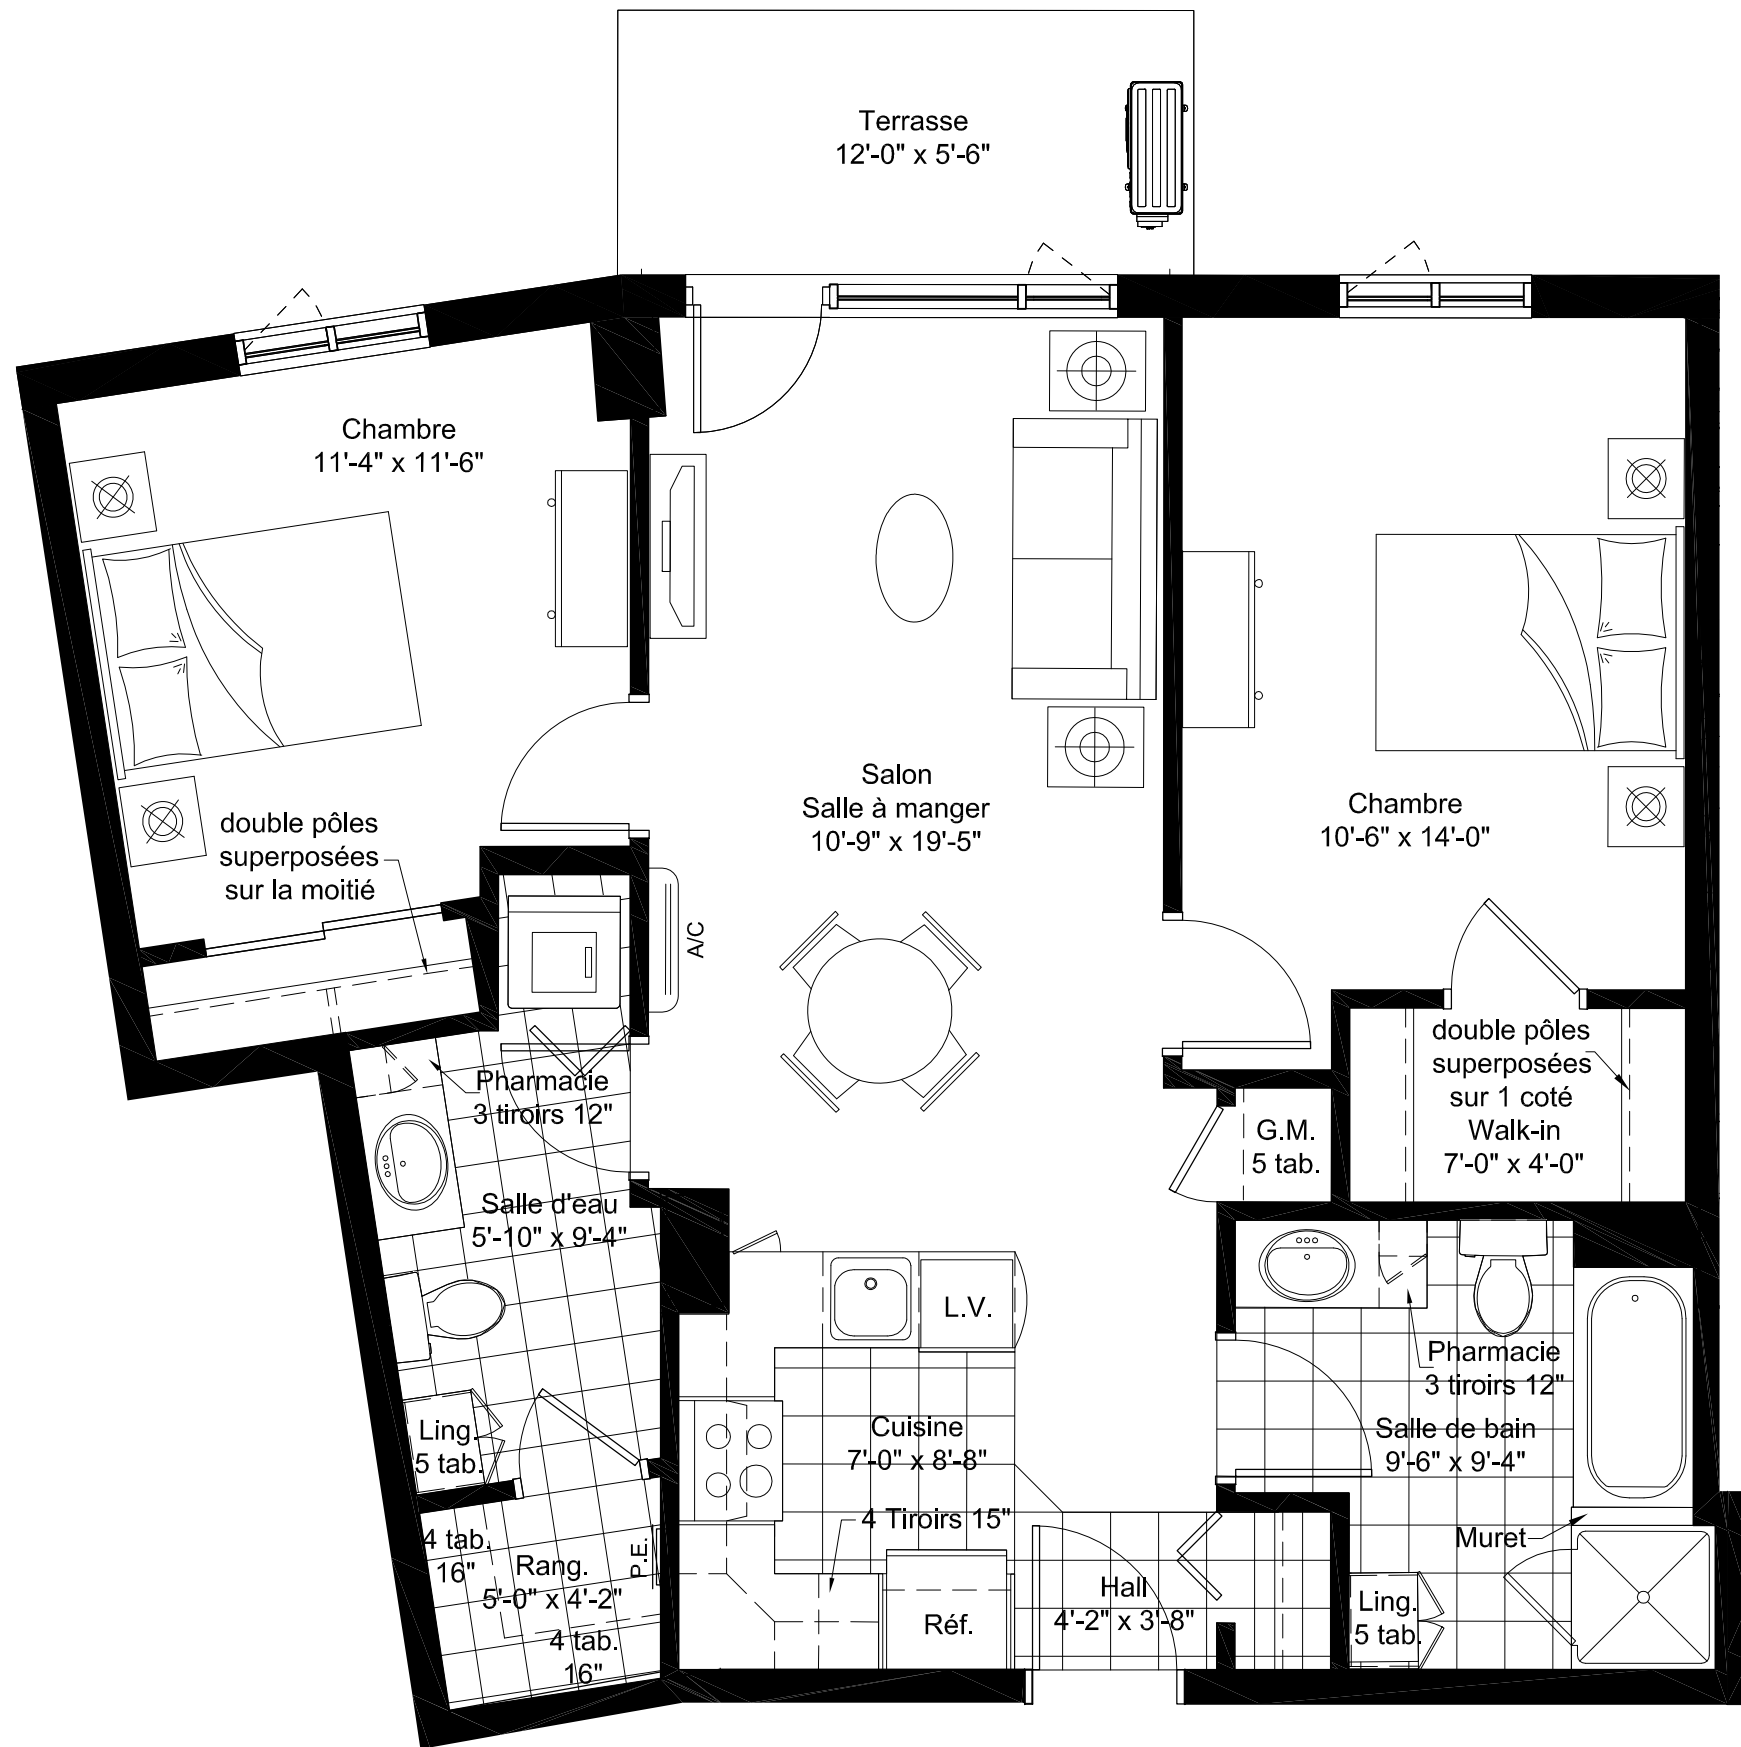 Terrasse
12'-0" x 5'-6"
Chambre
11'-4" x 11'-6"
Salon
Salle à manger
10'-9" x 19'-5"
Chambre
10'-6" x 14'-0"
double pôles
superposées
sur la moitié
A/C
double pôles
superposées
sur 1 coté
Walk-in
7'-0" x 4'-0"
Pharmacie
3 tiroirs 12"
G.M.
5 tab.
Salle d'eau
5'-10" x 9'-4"
L.V.
Pharmacie
3 tiroirs 12"
Ling.
5 tab.
Cuisine
7'-0" x 8'-8"
Salle de bain
9'-6" x 9'-4"
4 Tiroirs 15"
Muret
4 tab.
16"
Rang.
5'-0" x 4'-2"
P.E.
4 tab.
16"
Réf.
Hall
4'-2" x 3'-8"
Ling.
5 tab.